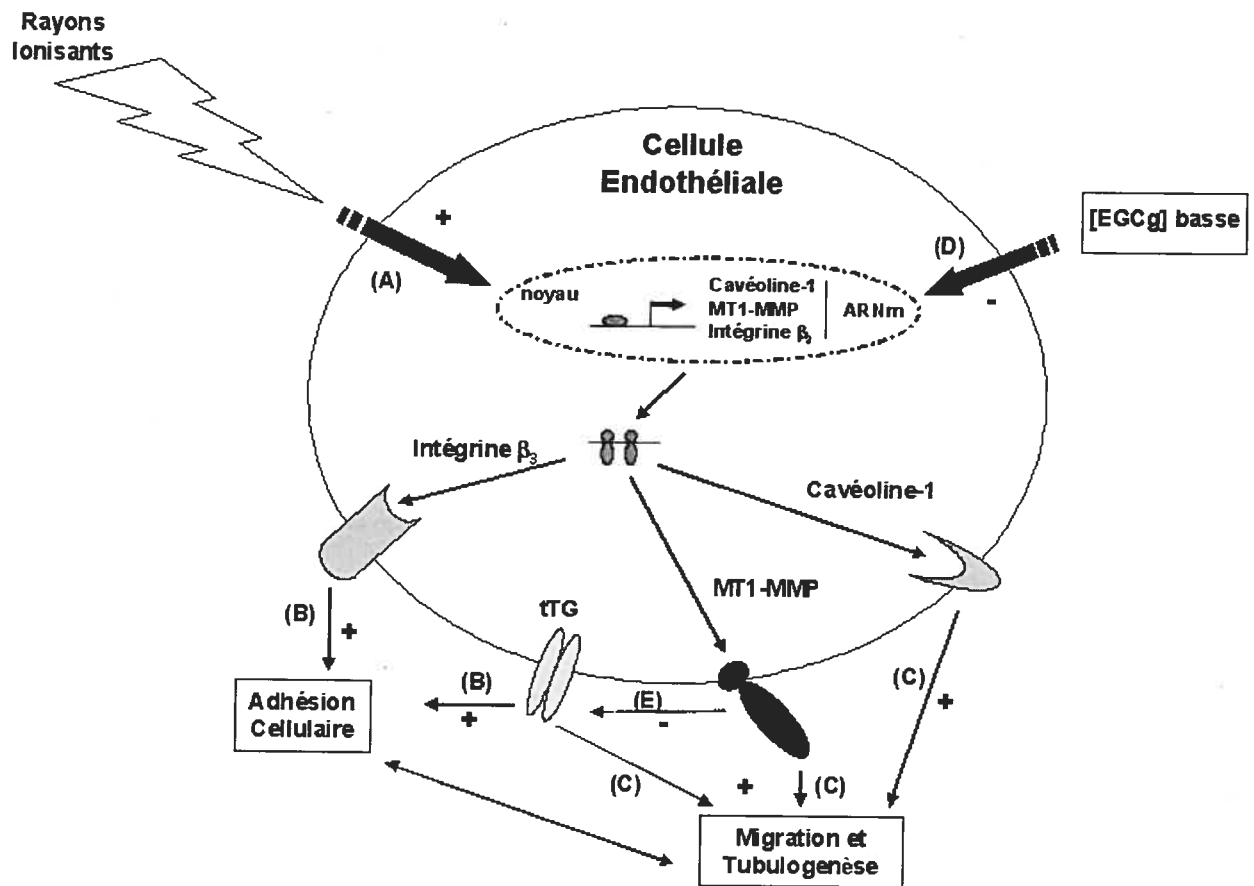 Rayons
Ionisants
Cellule
Endothéliale
+
(A)
[EGCg] basse
(D)
-
noyau
Cavéoline-1
MT1-MMP
Intégrine β3
ARNm
Intégrine β3
Cavéoline-1
MT1-MMP
tTG
(B)
+
(B)
+
(E)
-
(C)
+
Adhésion
Cellulaire
(C)
+
(C)
Migration et
Tubulogenèse